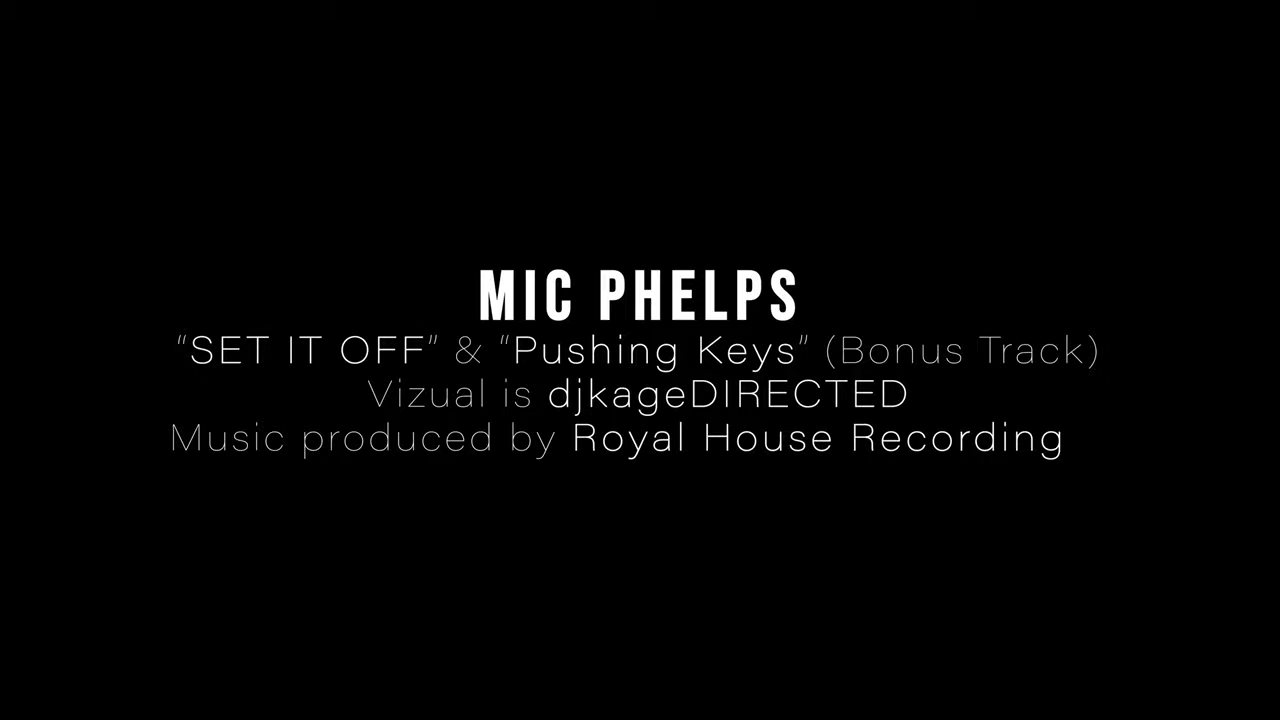 MIC PHELPS
“SET IT OFF” & “Pushing Keys” (Bonus Track)
Vizual is djkageDIRECTED
Music produced by Royal House Recording